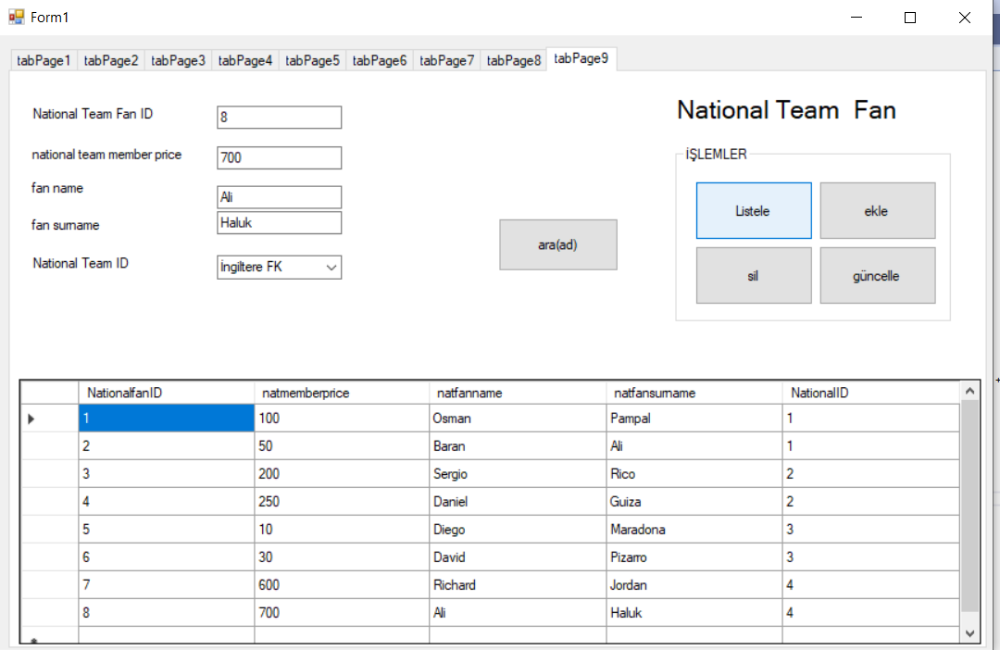 Form1
tabPage1 tabPage2 tabPage3 tabPage4 tabPage5 tabPage6 tabPage7 tabPage8 tabPage9
National Team Fan ID 8
national team member price 700
fan name Ali
fan surname Haluk
National Team ID İngiltere FK
ara(ad)
National Team  Fan
İŞLEMLER
Listele ekle
sil güncelle
NationalfanID natmemberprice natfanname natfansurname NationalID
1 100 Osman Pampal 1
2 50 Baran Ali 1
3 200 Sergio Rico 2
4 250 Daniel Guiza 2
5 10 Diego Maradona 3
6 30 David Pizarro 3
7 600 Richard Jordan 4
8 700 Ali Haluk 4